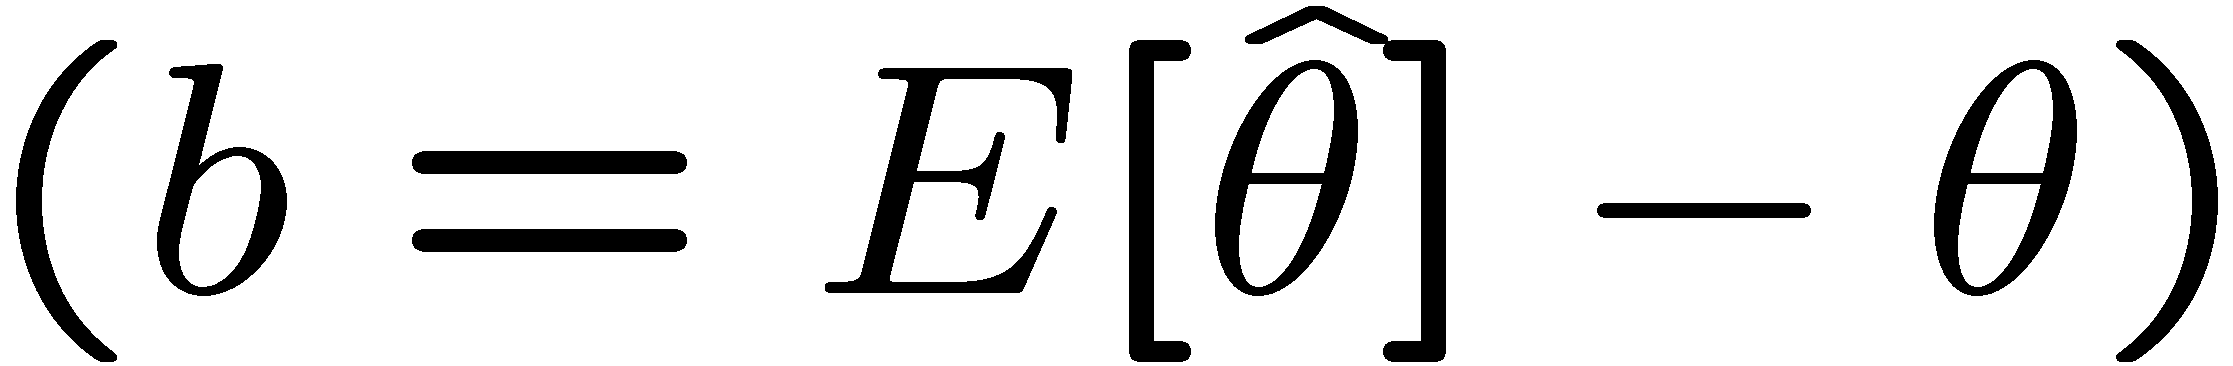 (b = E[θ̂] − θ)